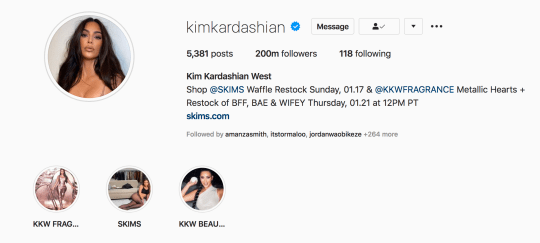 kimkardashian Message
5,381 posts 200m followers 118 following
Kim Kardashian West
Shop @SKIMS Waffle Restock Sunday, 01.17 & @KKWFRAGRANCE Metallic Hearts +
Restock of BFF, BAE & WIFEY Thursday, 01.21 at 12PM PT
skims.com
Followed by amanzasmith, itstormaloo, jordanwaobikeze +264 more
KKW FRAG... SKIMS KKW BEAU...